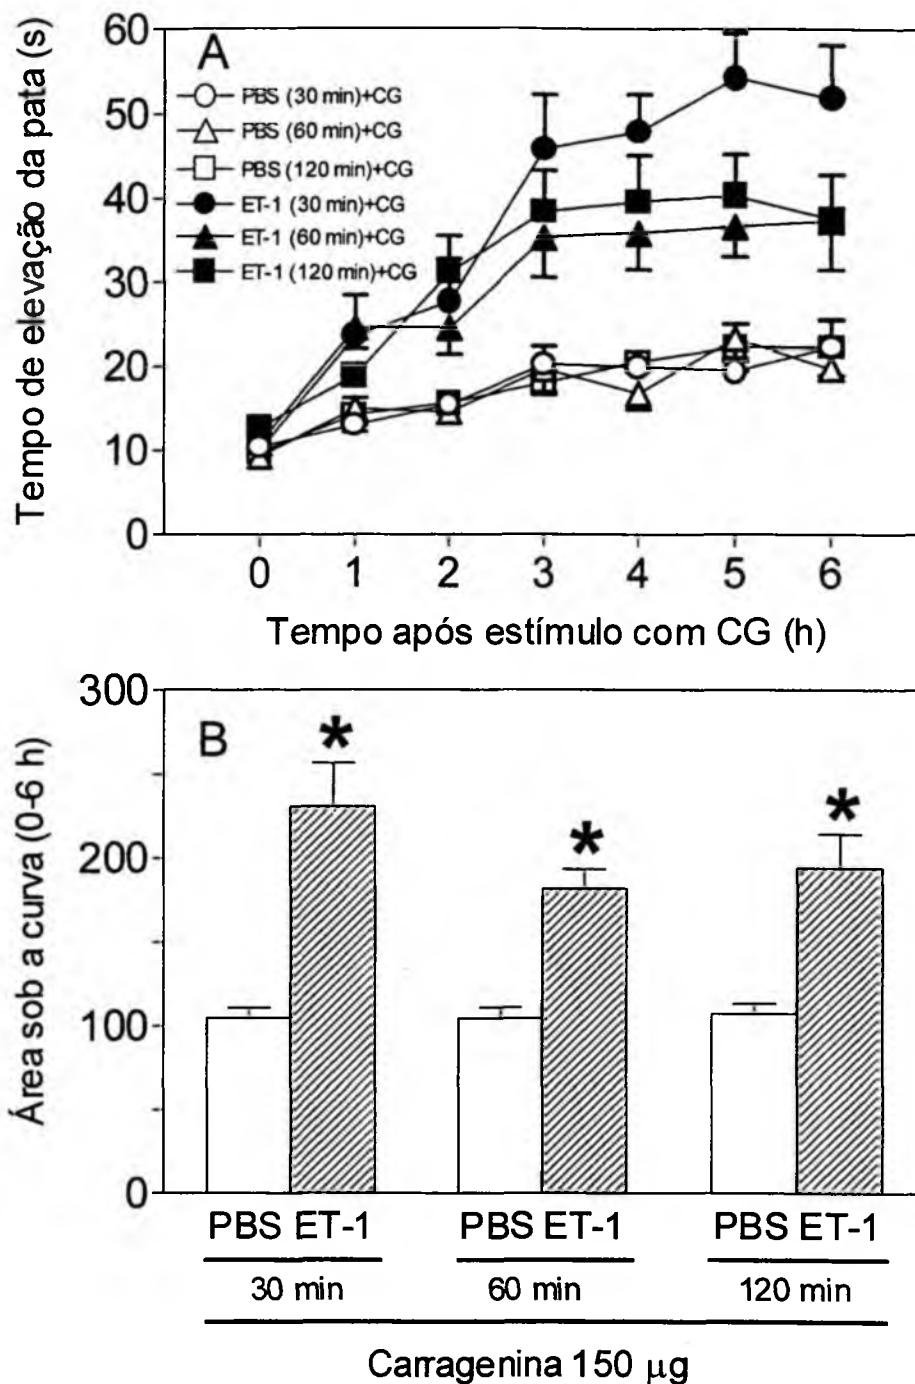 Tempo de elevação da pata (s)
60
50
40
30
20
10
0
A
PBS (30 min)+CG
PBS (60 min)+CG
PBS (120 min)+CG
ET-1 (30 min)+CG
ET-1 (60 min)+CG
ET-1 (120 min)+CG
0 1 2 3 4 5 6
Tempo após estímulo com CG (h)
Área sob a curva (0-6 h)
300
200
100
0
B
* * *
PBS ET-1 PBS ET-1 PBS ET-1
30 min 60 min 120 min
Carragenina 150 μg